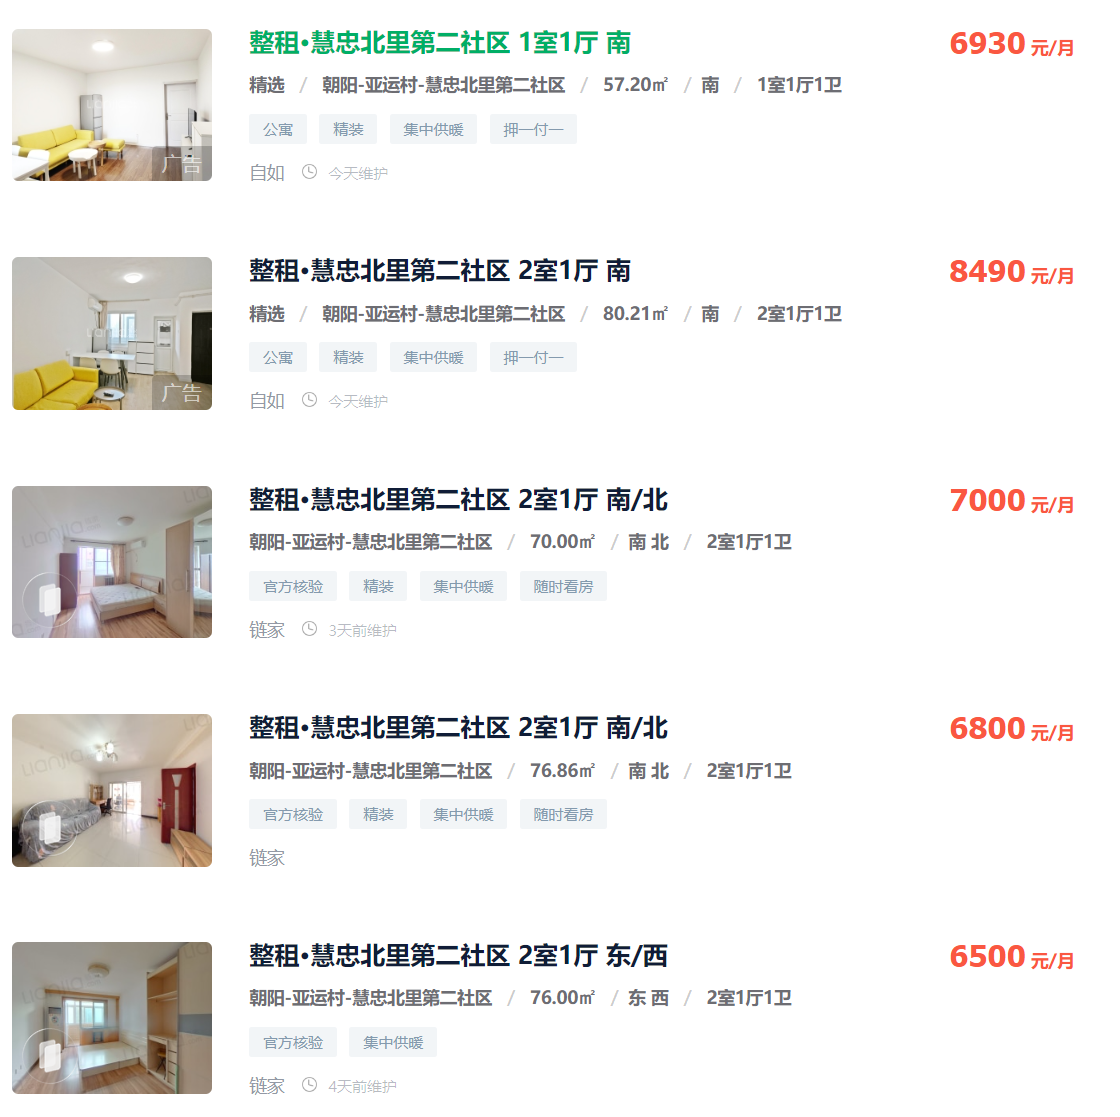 整租·慧忠北里第二社区 1室1厅 南
6930 元/月
精选 / 朝阳-亚运村-慧忠北里第二社区 / 57.20㎡ / 南 / 1室1厅1卫
公寓 精装 集中供暖 押一付一
广告
自如 今天维护
整租·慧忠北里第二社区 2室1厅 南
8490 元/月
精选 / 朝阳-亚运村-慧忠北里第二社区 / 80.21㎡ / 南 / 2室1厅1卫
公寓 精装 集中供暖 押一付一
广告
自如 今天维护
整租·慧忠北里第二社区 2室1厅 南/北
7000 元/月
朝阳-亚运村-慧忠北里第二社区 / 70.00㎡ / 南 北 / 2室1厅1卫
Lianjia
官方核验 精装 集中供暖 随时看房
链家 3天前维护
整租·慧忠北里第二社区 2室1厅 南/北
6800 元/月
朝阳-亚运村-慧忠北里第二社区 / 76.86㎡ / 南 北 / 2室1厅1卫
Lianjia
官方核验 精装 集中供暖 随时看房
链家
整租·慧忠北里第二社区 2室1厅 东/西
6500 元/月
朝阳-亚运村-慧忠北里第二社区 / 76.00㎡ / 东 西 / 2室1厅1卫
Lianjia
官方核验 集中供暖
链家 4天前维护